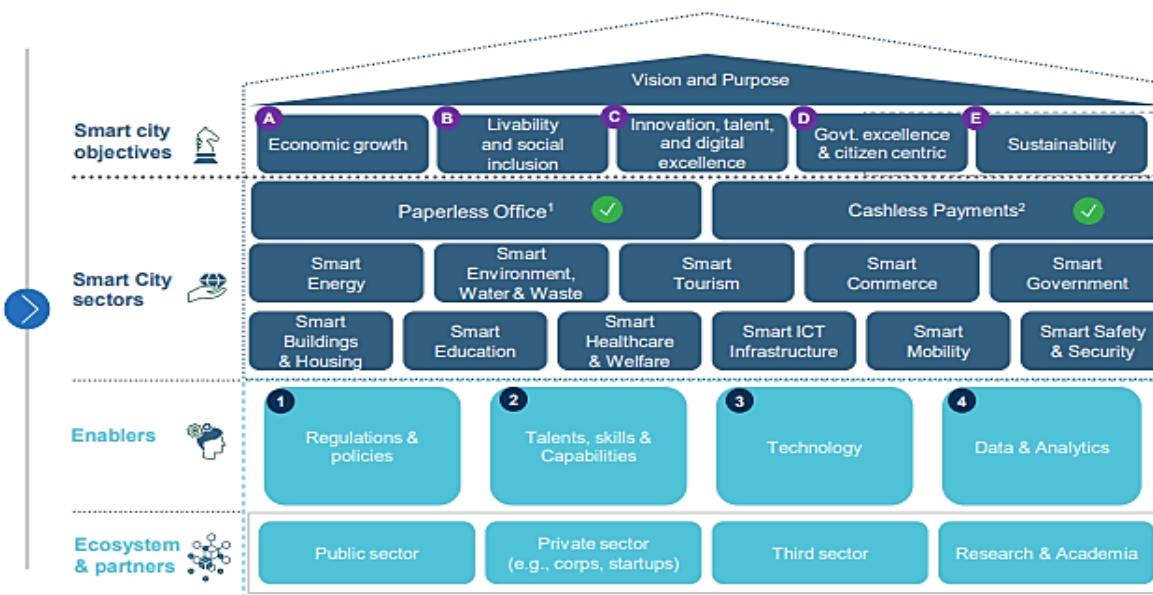 Vision and Purpose
Smart city
objectives
A
Economic growth
B
Livability
and social
inclusion
C
Innovation, talent,
and digital
excellence
D
Govt. excellence
& citizen centric
E
Sustainability
Smart City
sectors
Paperless Office¹
Cashless Payments²
Smart
Energy
Smart
Environment,
Water & Waste
Smart
Tourism
Smart
Commerce
Smart
Government
Smart
Buildings
& Housing
Smart
Education
Smart
Healthcare
& Welfare
Smart ICT
Infrastructure
Smart
Mobility
Smart Safety
& Security
Enablers
1
Regulations &
policies
2
Talents, skills &
Capabilities
3
Technology
4
Data & Analytics
Ecosystem
& partners
Public sector
Private sector
(e.g., corps, startups)
Third sector
Research & Academia